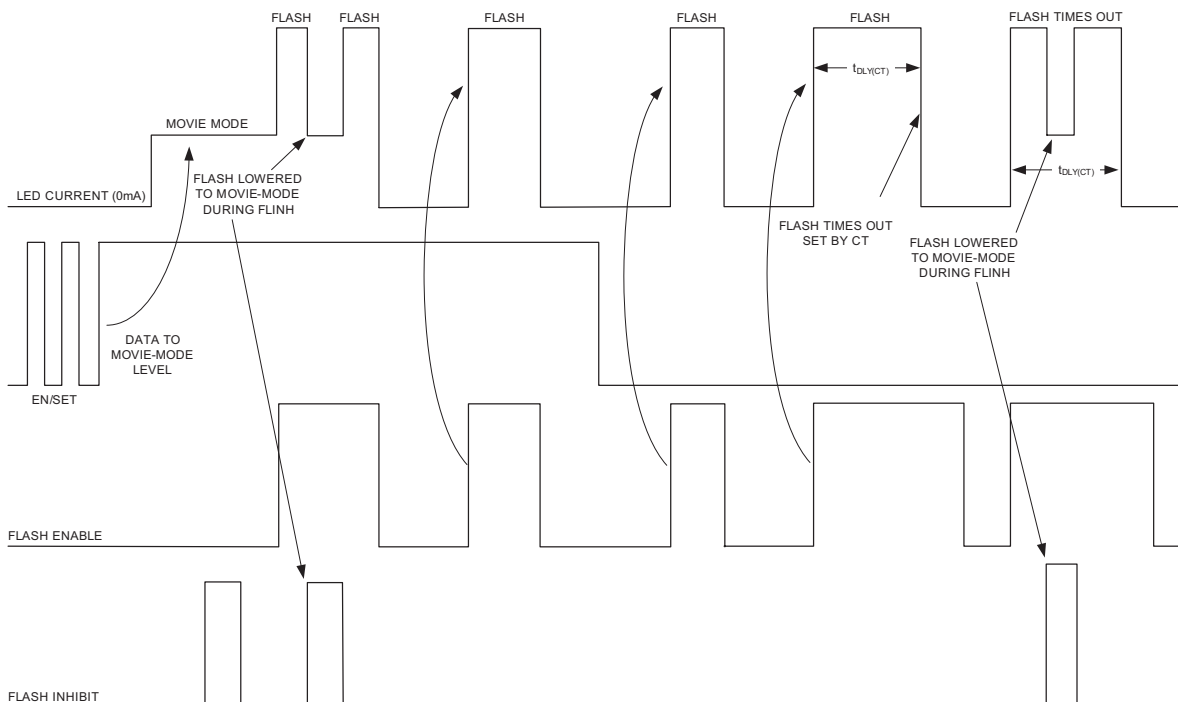 FLASH
FLASH
FLASH
FLASH
FLASH
FLASH TIMES OUT
tDLY(CT)
MOVIE MODE
FLASH LOWERED
TO MOVIE-MODE
DURING FLINH
tDLY(CT)
LED CURRENT (0mA)
FLASH TIMES OUT
SET BY CT
FLASH LOWERED
TO MOVIE-MODE
DURING FLINH
DATA TO
MOVIE-MODE
LEVEL
EN/SET
FLASH ENABLE
FLASH INHIBIT